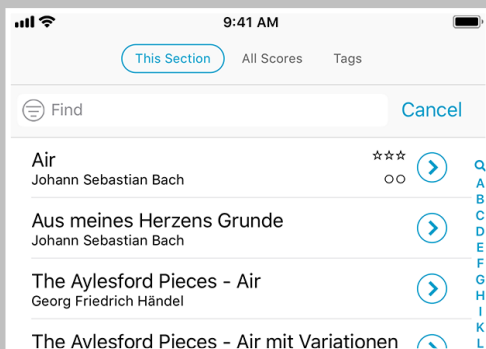 9:41 AM
This Section All Scores Tags
Find Cancel
Air
Johann Sebastian Bach
Aus meines Herzens Grunde
Johann Sebastian Bach
The Aylesford Pieces - Air
Georg Friedrich Händel
The Aylesford Pieces - Air mit Variationen
A
B
C
D
E
F
G
H
I
K
L